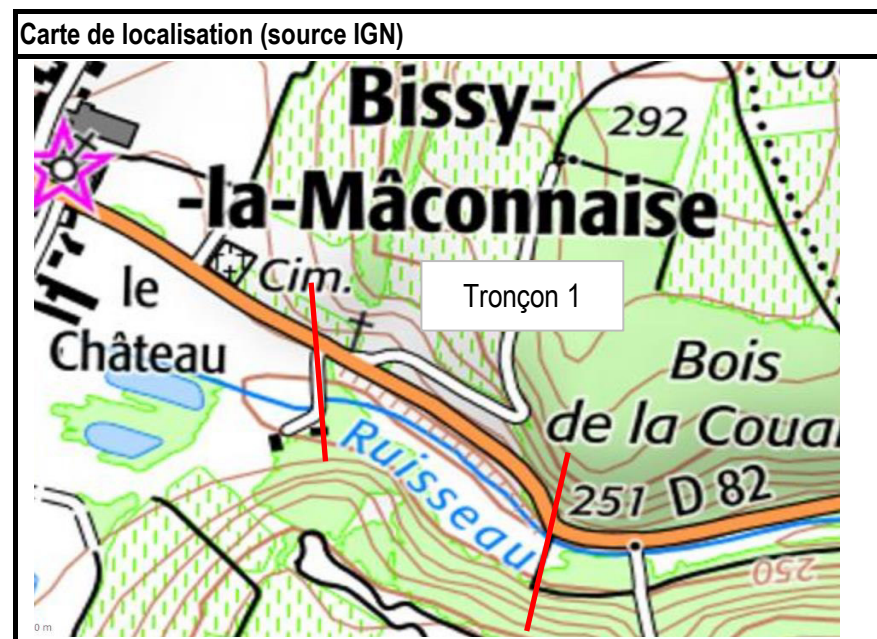 Carte de localisation (source IGN)
Bissy-
-la-Mâconnaise
292
Cim.
Tronçon 1
le
Château
Bois
de la Coua
Ruisseau
251 D 82
250
0 m